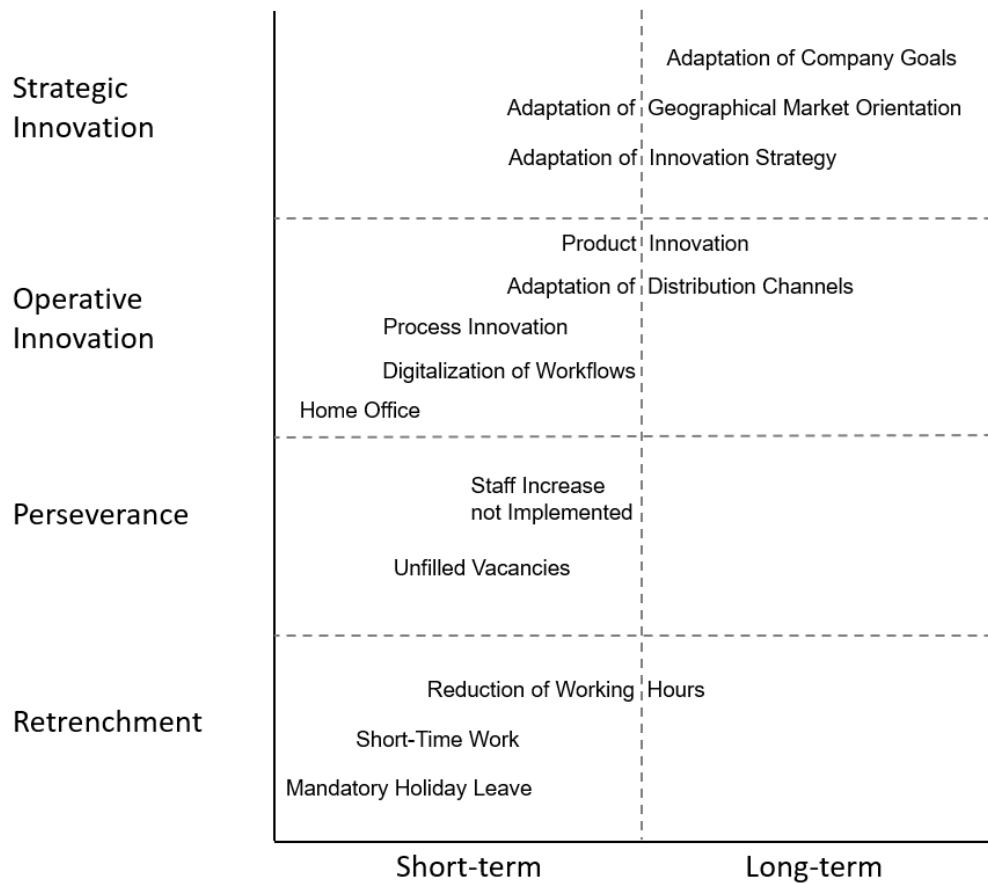 Strategic
Innovation
Adaptation of Company Goals
Adaptation of Geographical Market Orientation
Adaptation of Innovation Strategy
Operative
Innovation
Product Innovation
Adaptation of Distribution Channels
Process Innovation
Digitalization of Workflows
Home Office
Perseverance
Staff Increase
not Implemented
Unfilled Vacancies
Retrenchment
Reduction of Working Hours
Short-Time Work
Mandatory Holiday Leave
Short-term
Long-term